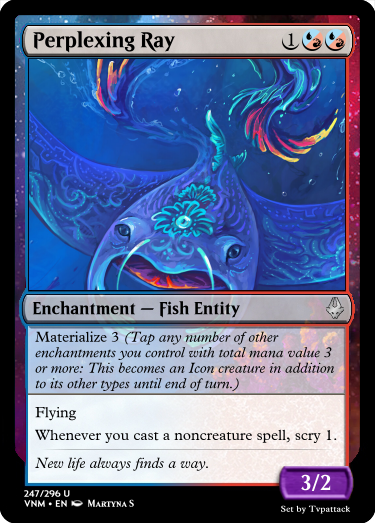 Perplexing Ray 1
Enchantment — Fish Entity
Materialize 3 (Tap any number of other
enchantments you control with total mana value 3
or more: This becomes an Icon creature in addition
to its other types until end of turn.)
Flying
Whenever you cast a noncreature spell, scry 1.
New life always finds a way.
3/2
247/296 U
VNM • EN Martyna S
Set by Tvpattack